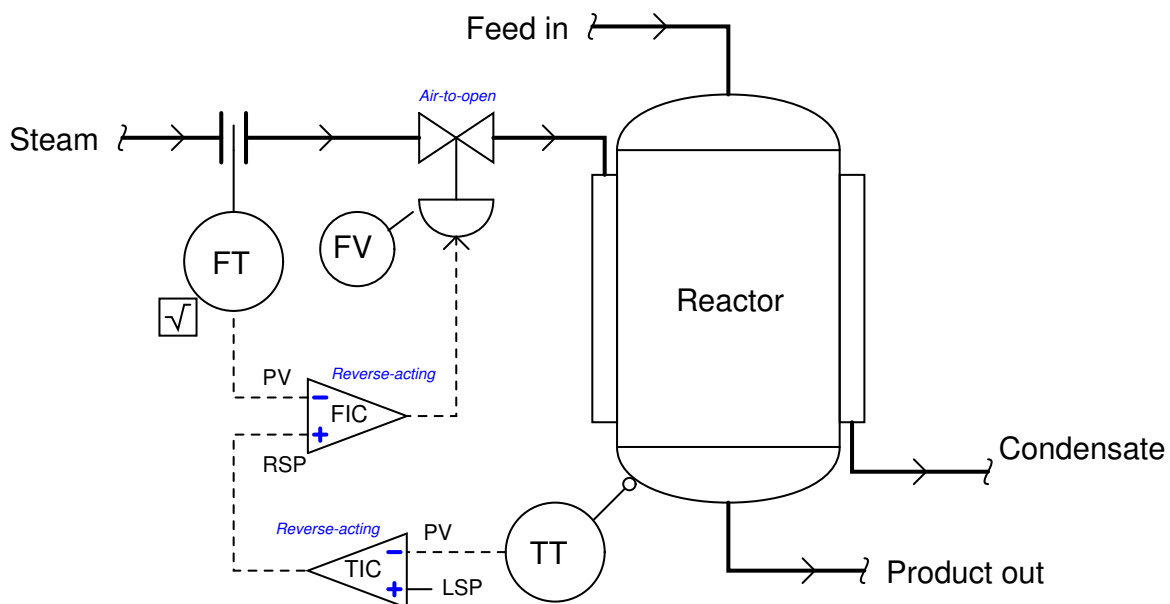 Feed in
Air-to-open
Steam
FT
FV
√
Reactor
PV
Reverse-acting
−
FIC
+
RSP
Condensate
Reverse-acting
PV
−
TT
TIC
+
LSP
Product out